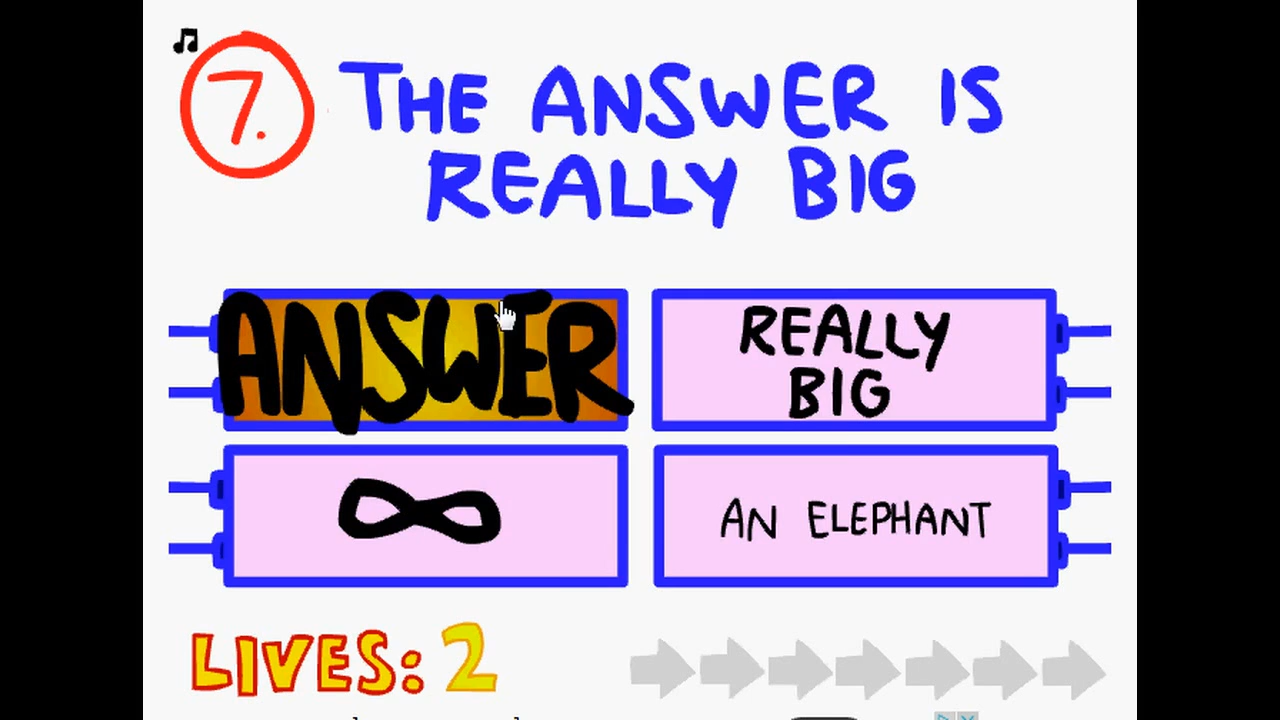 7. THE ANSWER IS
REALLY BIG
ANSWER
REALLY
BIG
∞
AN ELEPHANT
LIVES: 2